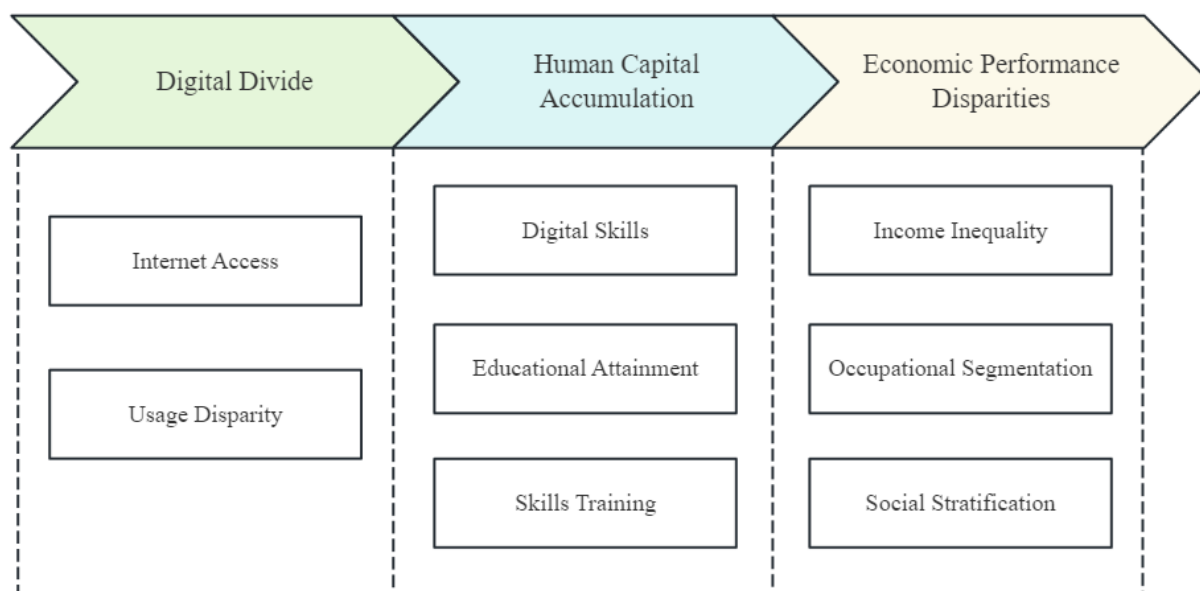 Digital Divide
Human Capital
Accumulation
Economic Performance
Disparities
Internet Access
Usage Disparity
Digital Skills
Educational Attainment
Skills Training
Income Inequality
Occupational Segmentation
Social Stratification